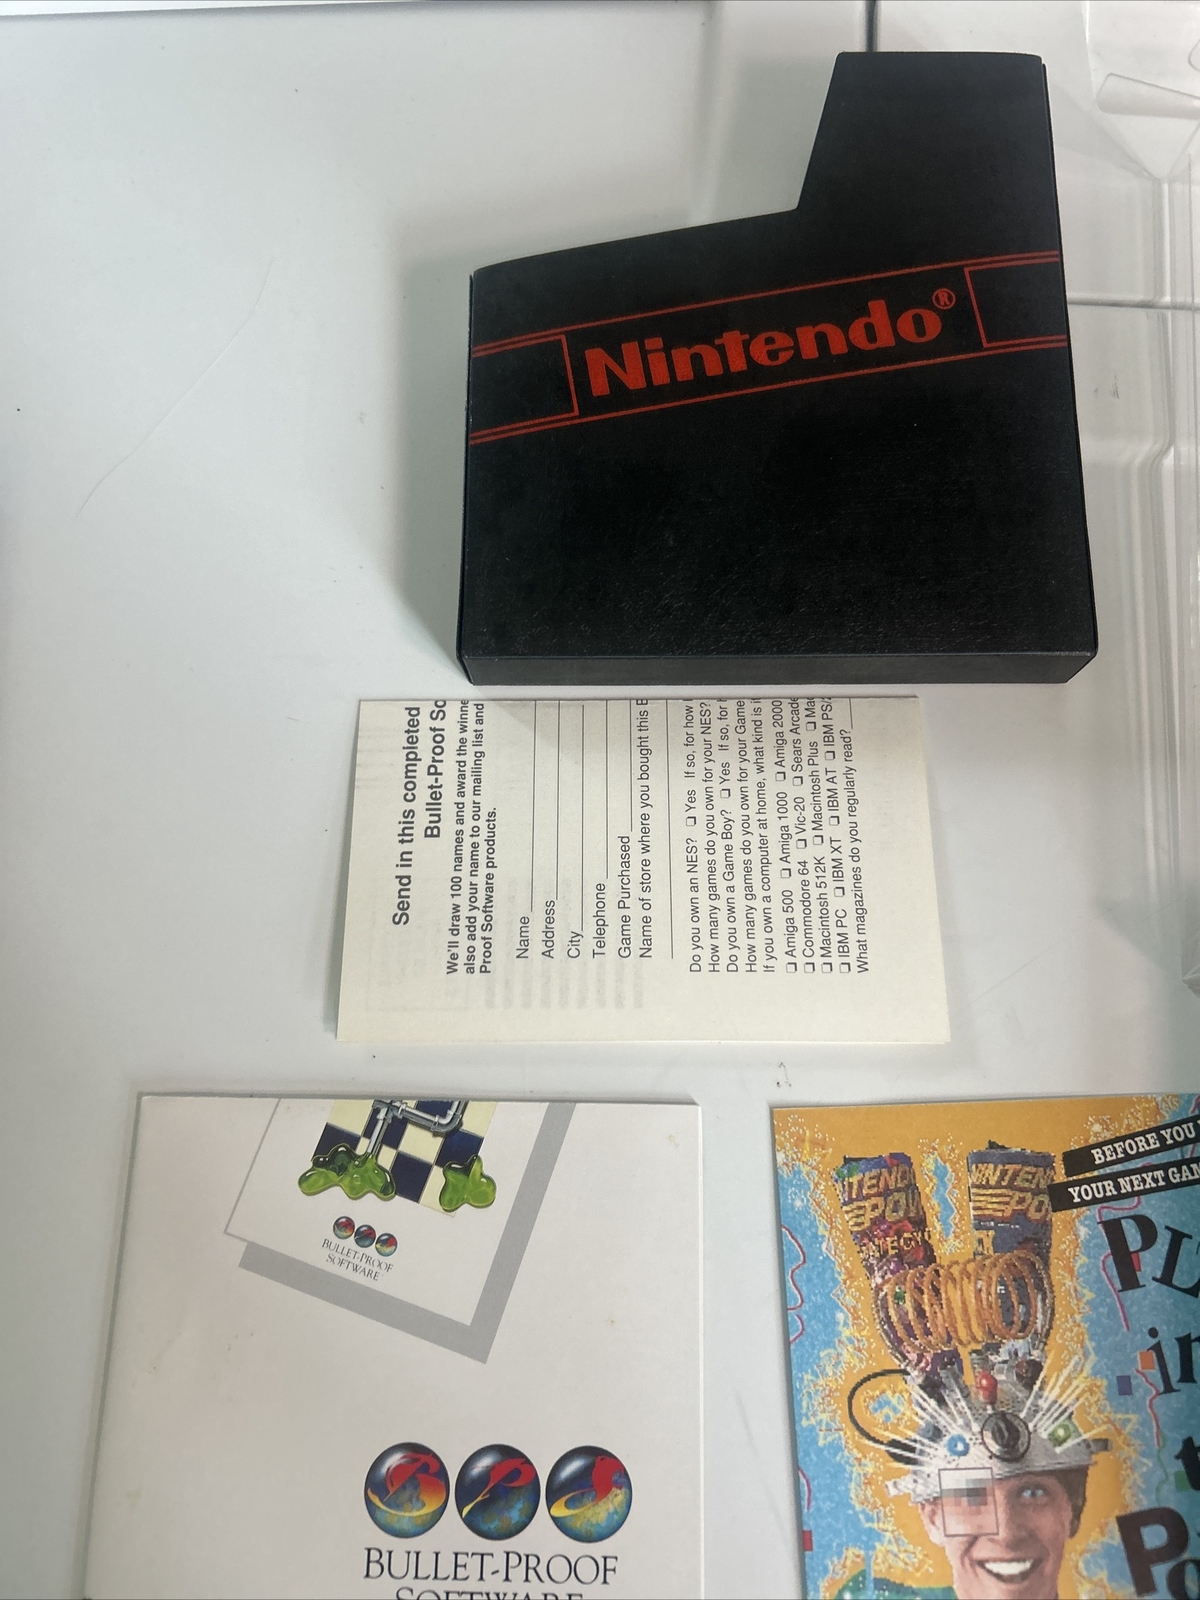 Nintendo®
Send in this completed
Bullet-Proof
We'll draw 100 names and award the
also add your name to our mailing list and
Proof Software products.
Name
Address
City
Telephone
Game Purchased
Name of store where you bought this
Do you own an NES? ❏ Yes If so, for how
How many games do you own for your NES?
Do you own a Game Boy? ❏ Yes If so, for
How many games do you own for your Game
If you own a computer at home, what kind is
❏ Amiga 500 ❏ Amiga 1000 ❏ Amiga 2000
❏ Commodore 64 ❏ Vic-20 ❏ Sears Arcade
❏ Macintosh 512K ❏ Macintosh Plus ❏
❏ IBM PC ❏ IBM XT ❏ IBM AT ❏ IBM PS/2
What magazines do you regularly read?
BULLET-PROOF
SOFTWARE
BULLET-PROOF
SOFTWARE
BEFORE YOU
YOUR NEXT